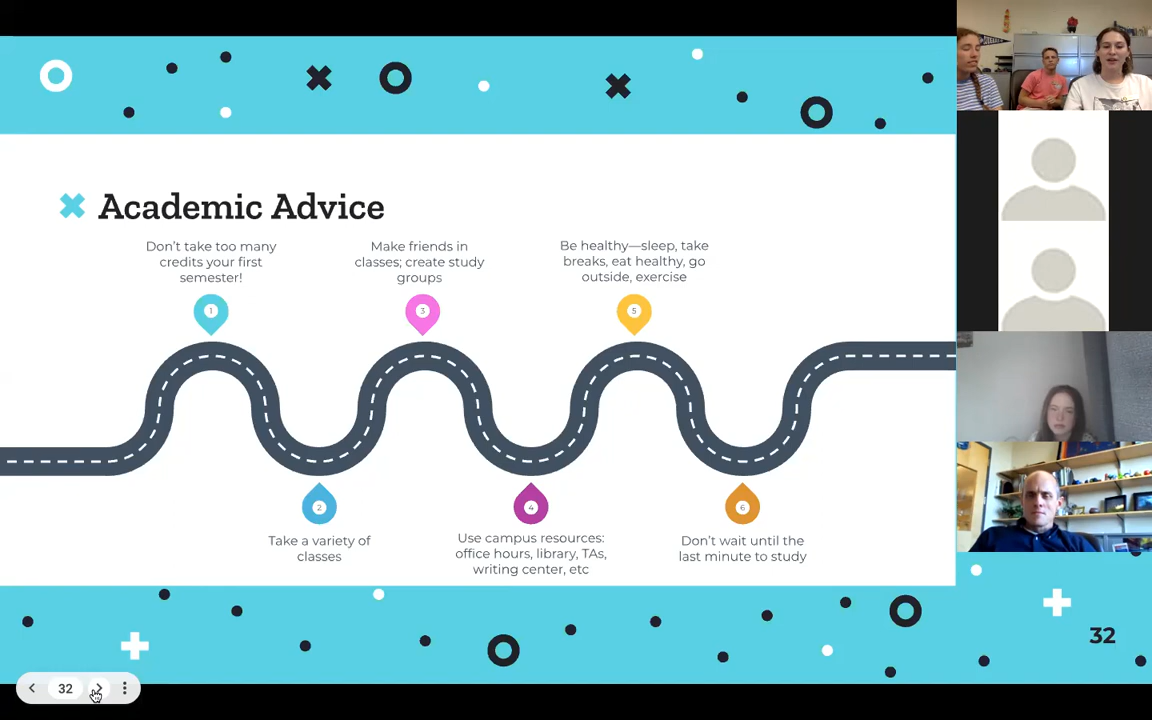 Academic Advice
Don't take too many
credits your first
semester!
Make friends in
classes; create study
groups
Be healthy—sleep, take
breaks, eat healthy, go
outside, exercise
1
3
5
2
4
6
Take a variety of
classes
Use campus resources:
office hours, library, TAs,
writing center, etc
Don't wait until the
last minute to study
32
32